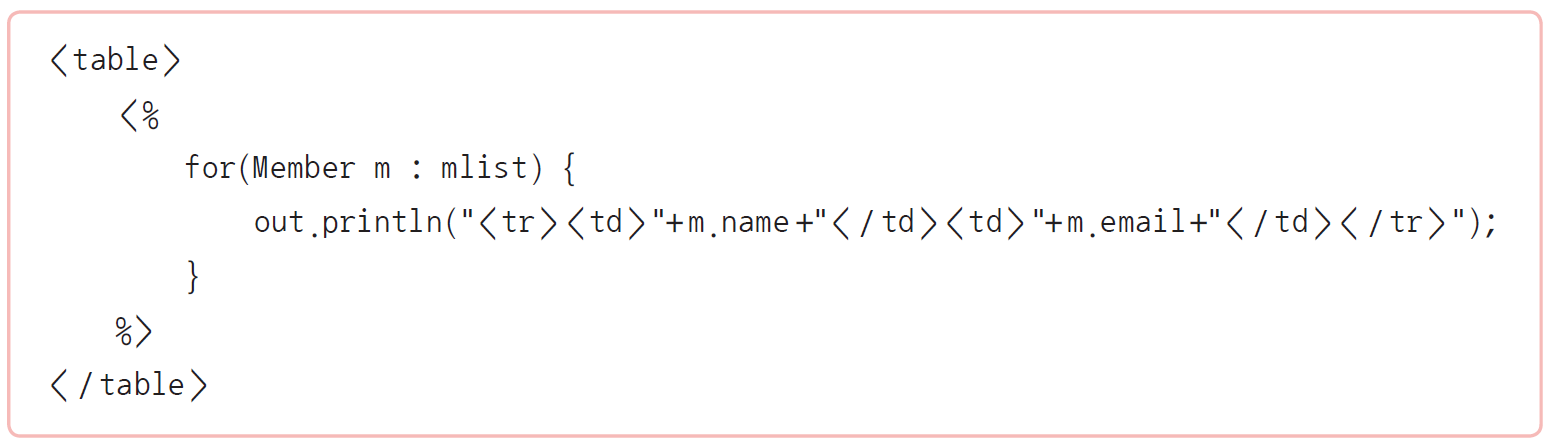 <table>
<%
for(Member m : mlist) {
out.println("<tr><td>"+m.name+"</td><td>"+m.email+"</td></tr>");
}
%>
</table>